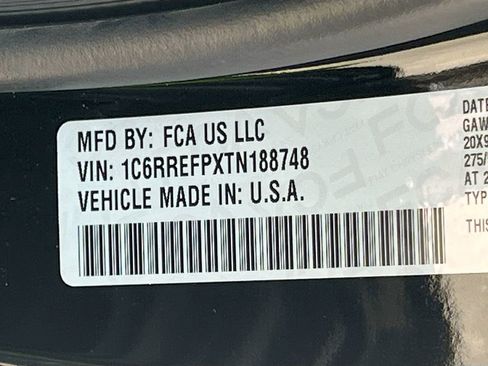 MFD BY: FCA US LLC
VIN: 1C6RREFPXTN188748
VEHICLE MADE IN: U.S.A.
DATE
GAW
20X9
275/
AT 2
TYP
THIS